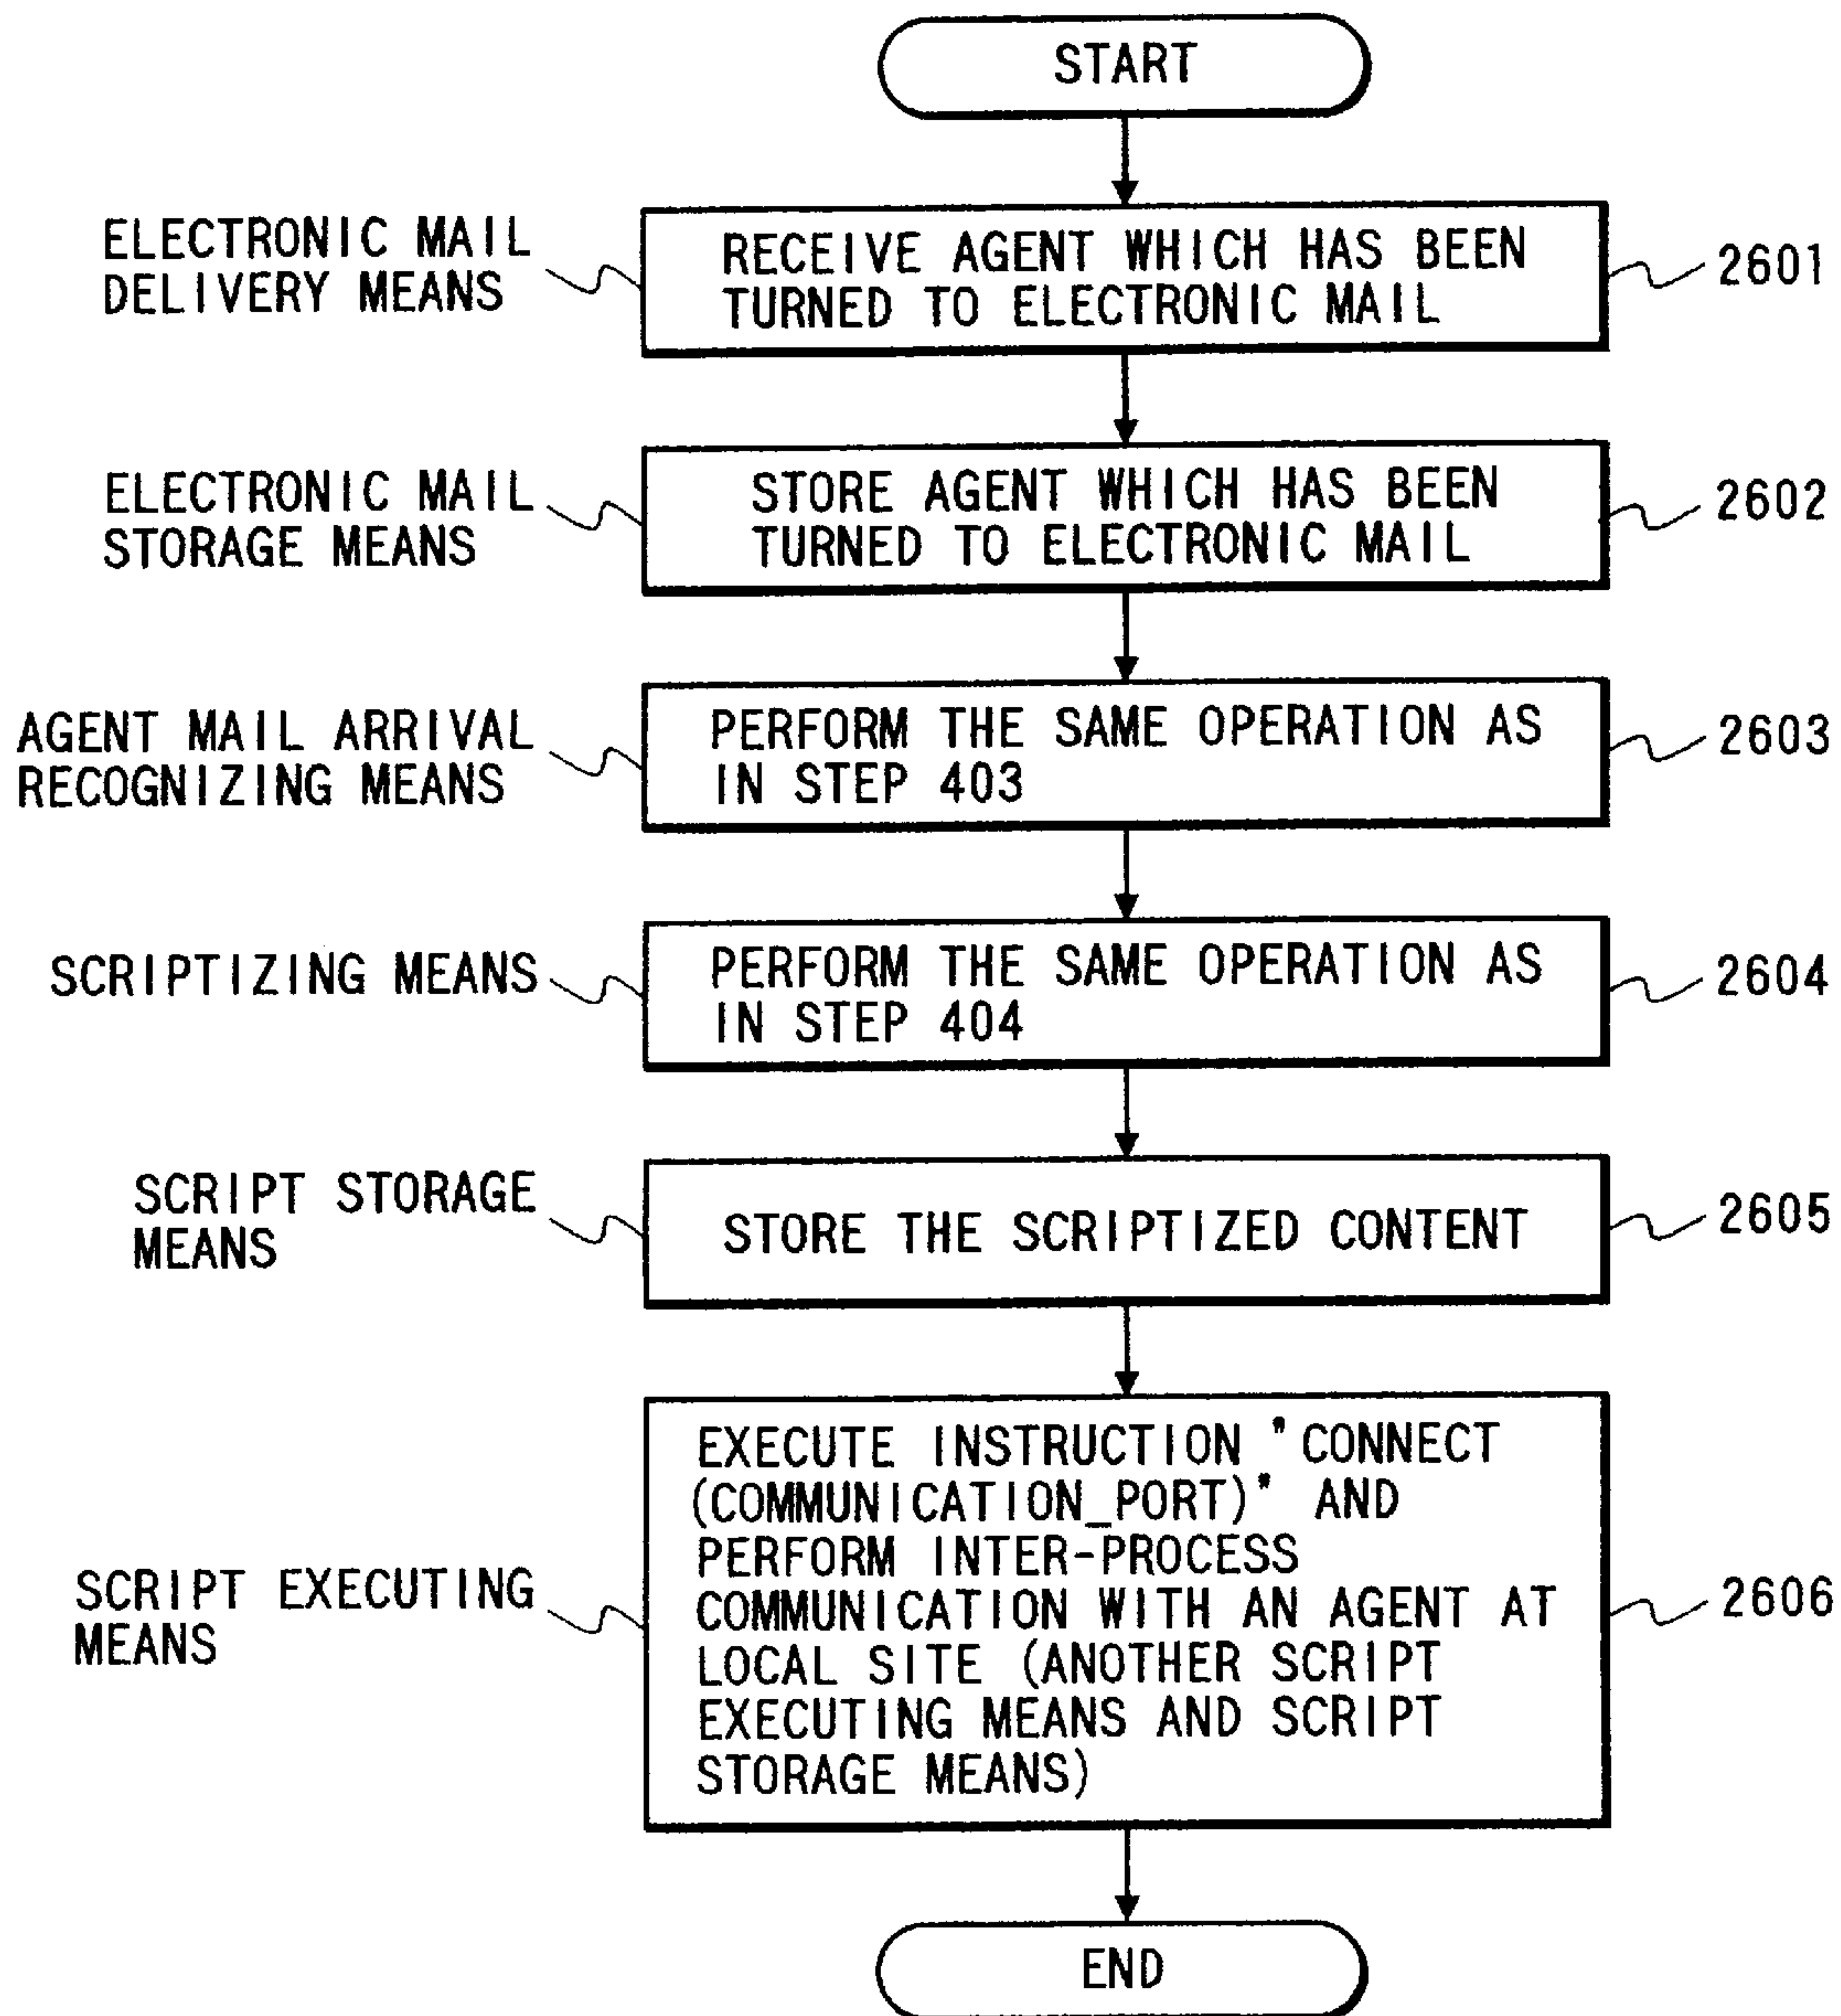 START
ELECTRONIC MAIL
DELIVERY MEANS
RECEIVE AGENT WHICH HAS BEEN
TURNED TO ELECTRONIC MAIL
2601
ELECTRONIC MAIL
STORAGE MEANS
STORE AGENT WHICH HAS BEEN
TURNED TO ELECTRONIC MAIL
2602
AGENT MAIL ARRIVAL
RECOGNIZING MEANS
PERFORM THE SAME OPERATION AS
IN STEP 403
2603
SCRIPTIZING MEANS
PERFORM THE SAME OPERATION AS
IN STEP 404
2604
SCRIPT STORAGE
MEANS
STORE THE SCRIPTIZED CONTENT
2605
SCRIPT EXECUTING
MEANS
EXECUTE INSTRUCTION "CONNECT
(COMMUNICATION_PORT)" AND
PERFORM INTER-PROCESS
COMMUNICATION WITH AN AGENT AT
LOCAL SITE (ANOTHER SCRIPT
EXECUTING MEANS AND SCRIPT
STORAGE MEANS)
2606
END